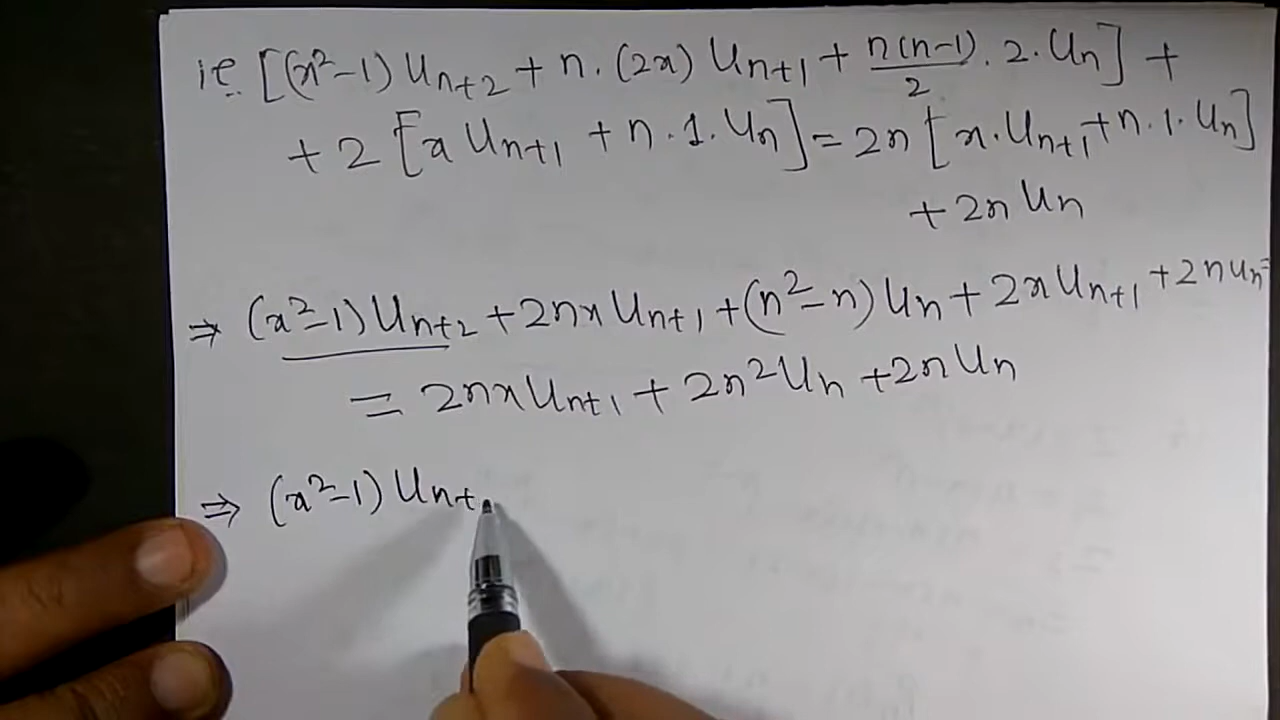 ie [(x²-1) Un+2 + n. (2x) Un+1 + n(n-1)/2 . 2. Un] +
+ 2 [x Un+1 + n . 1. Un] = 2n [x. Un+1 + n. 1. Un]
+ 2n Un
⇒ (x²-1) Un+2 + 2nx Un+1 + (n²-n) Un + 2x Un+1 + 2n Un =
= 2nx Un+1 + 2n² Un + 2n Un
⇒ (x²-1) Un+